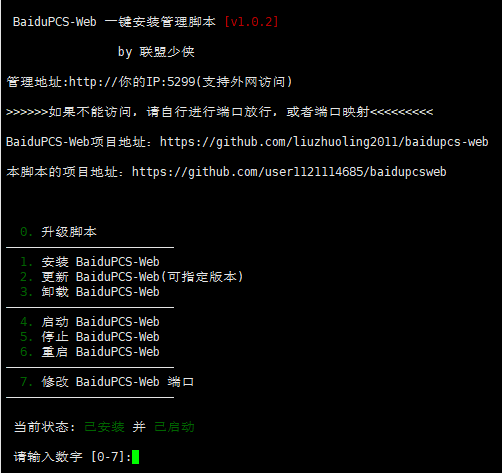 BaiduPCS-Web 一键安装管理脚本 [v1.0.2]
by 联盟少侠
管理地址:http://你的IP:5299(支持外网访问)
>>>>>>如果不能访问, 请自行进行端口放行, 或者端口映射<<<<<<<<<
BaiduPCS-Web项目地址: https://github.com/liuzhuoling2011/baidupcs-web
本脚本的项目地址: https://github.com/user1121114685/baidupcsweb
0. 升级脚本
1. 安装 BaiduPCS-Web
2. 更新 BaiduPCS-Web(可指定版本)
3. 卸载 BaiduPCS-Web
4. 启动 BaiduPCS-Web
5. 停止 BaiduPCS-Web
6. 重启 BaiduPCS-Web
7. 修改 BaiduPCS-Web 端口
当前状态: 已安装 并 已启动
请输入数字 [0-7]: